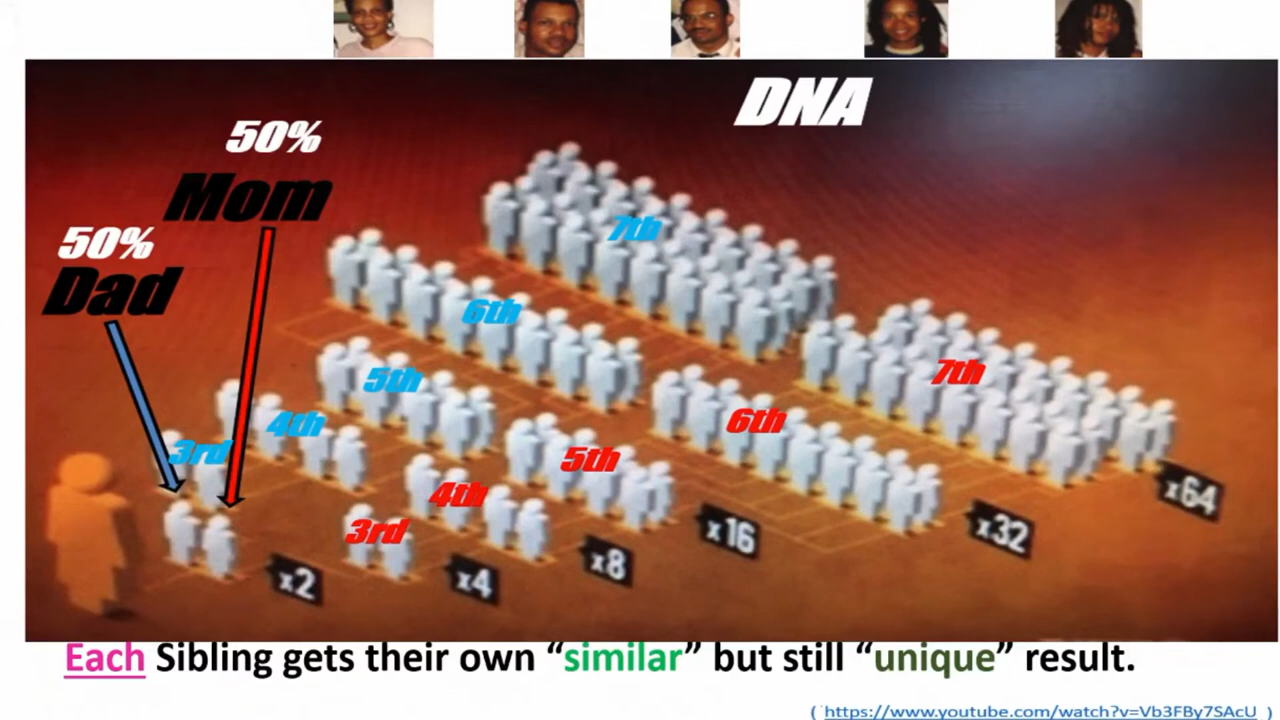 DNA
50%
Mom
50%
Dad
7th
6th
5th
4th
3rd
7th
6th
5th
4th
3rd
x64
x32
x16
x8
x4
x2
Each Sibling gets their own “similar” but still “unique” result.
( https://www.youtube.com/watch?v=Vb3FBy7SAcU )